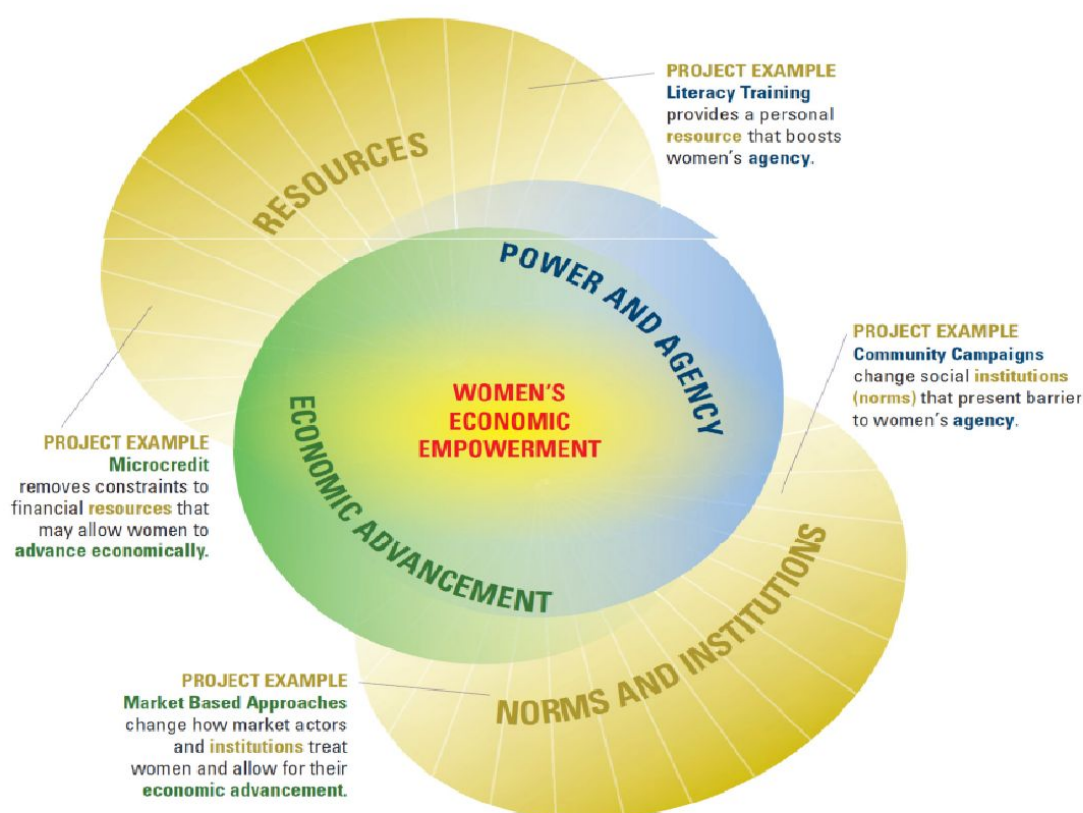 PROJECT EXAMPLE
Literacy Training
provides a personal
resource that boosts
women's agency.
RESOURCES
POWER AND AGENCY
PROJECT EXAMPLE
Community Campaigns
change social institutions
(norms) that present barrier
to women's agency.
WOMEN'S
ECONOMIC
EMPOWERMENT
ECONOMIC ADVANCEMENT
PROJECT EXAMPLE
Microcredit
removes constraints to
financial resources that
may allow women to
advance economically.
NORMS AND INSTITUTIONS
PROJECT EXAMPLE
Market Based Approaches
change how market actors
and institutions treat
women and allow for their
economic advancement.